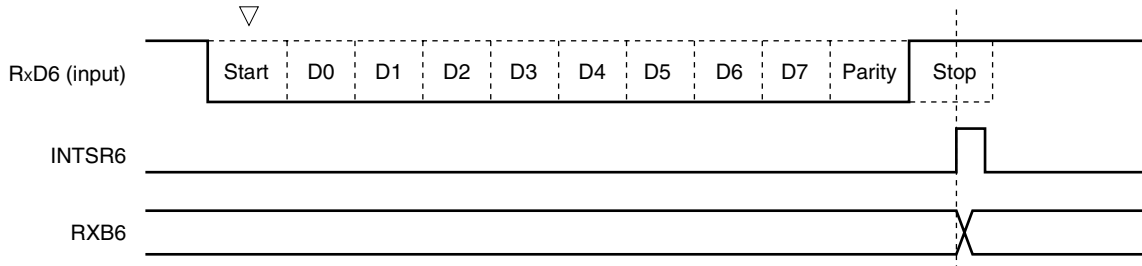 RxD6 (input) Start D0 D1 D2 D3 D4 D5 D6 D7 Parity Stop
INTSR6
RXB6